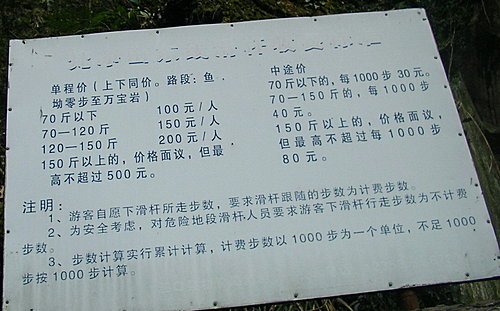 单程价（上下同价。路段：鱼
坳零步至万宝岩）
70斤以下 100元/人
70—120斤 150元/人
120—150斤 200元/人
150斤以上的，价格面议，但最
高不超过500元。
中途价
70斤以下的，每1000步30元。
70—150斤的，每1000步
40元。
150斤以上的，价格面议，
但最高不超过每1000步
80元。
注明：
1、游客自愿下滑杆所走步数，要求滑杆跟随的步数为计费步数。
2、为安全考虑，对危险地段滑杆人员要求游客下滑杆行走步数为不计费
步数。
3、步数计算实行累计计算，计费步数以1000步为一个单位，不足1000
步按1000步计算。